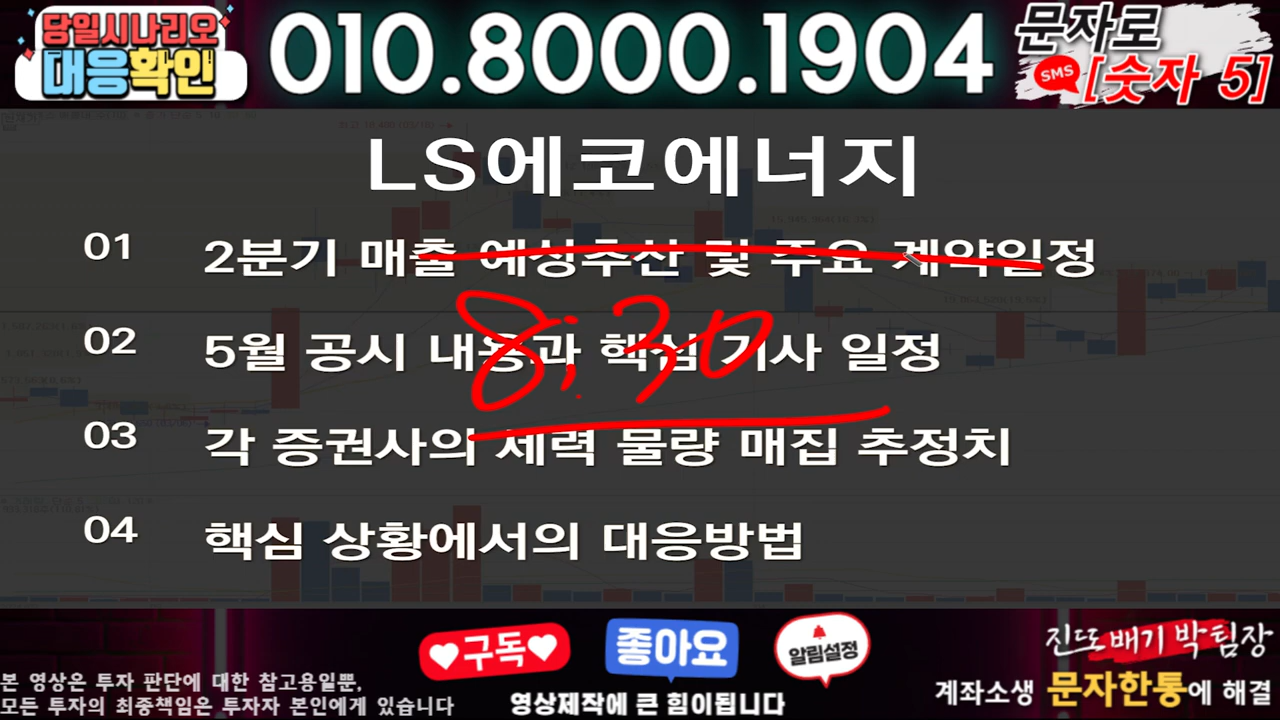 당일시나리오
대응확인
010.8000.1904
문자로
SMS
[숫자 5]
LS에코에너지
01 2분기 매출 예상추산 및 주요 계약일정
8:30
02 5월 공시 내용과 핵심 기사 일정
03 각 증권사의 세력 물량 매집 추정치
04 핵심 상황에서의 대응방법
구독
좋아요
알림설정
영상제작에 큰 힘이됩니다
본 영상은 투자 판단에 대한 참고용일뿐,
모든 투자의 최종책임은 투자자 본인에게 있습니다
진또배기 박팀장
계좌소생 문자한통에 해결